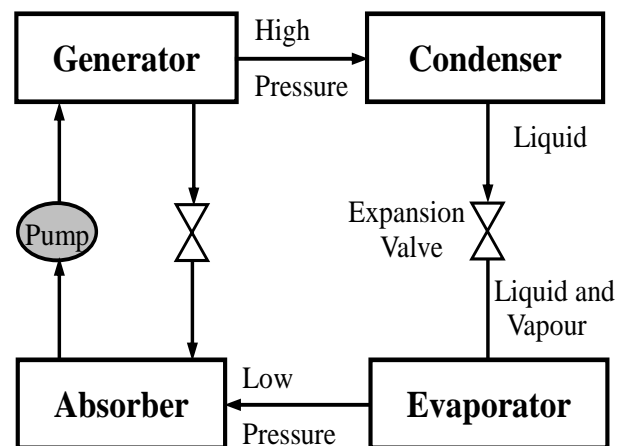 High
Generator
Condenser
Pressure
Liquid
Expansion
Valve
Pump
Liquid and
Vapour
Low
Absorber
Evaporator
Pressure